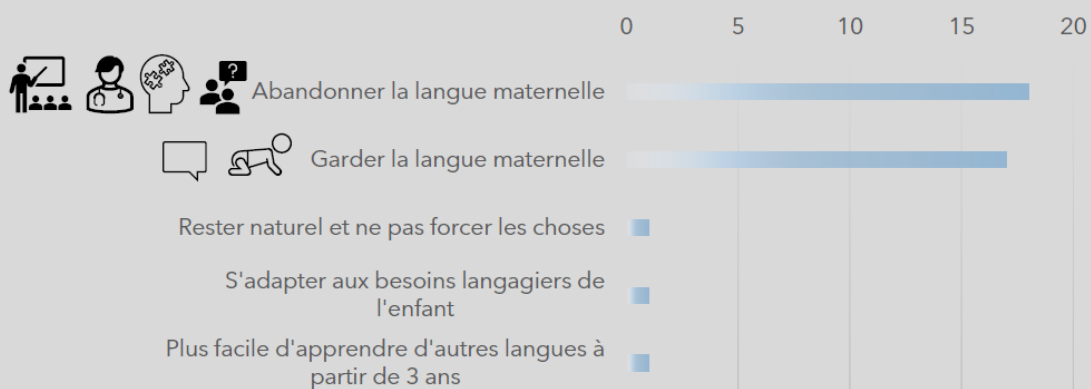 0 5 10 15 20
?
Abandonner la langue maternelle
Garder la langue maternelle
Rester naturel et ne pas forcer les choses
S'adapter aux besoins langagiers de
l'enfant
Plus facile d'apprendre d'autres langues à
partir de 3 ans